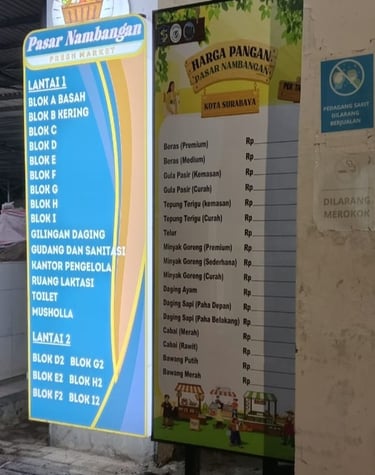 Pasar Nambangan
FRESH MARKET
LANTAI 1
BLOK A BASAH
BLOK B KERING
BLOK C
BLOK D
BLOK E
BLOK F
BLOK G
BLOK H
BLOK I
GILINGAN DAGING
GUDANG DAN SANITASI
KANTOR PENGELOLA
RUANG LAKTASI
TOILET
MUSHOLLA
LANTAI 2
BLOK D2 BLOK G2
BLOK E2 BLOK H2
BLOK F2 BLOK I2
HARGA PANGAN
PASAR NAMBANGAN
KOTA SURABAYA
PER
Beras (Premium) Rp
Beras (Medium) Rp
Gula Pasir (Kemasan) Rp
Gula Pasir (Curah) Rp
Tepung Terigu (kemasan) Rp
Tepung Terigu (Curah) Rp
Telur Rp
Minyak Goreng (Premium) Rp
Minyak Goreng (Sederhana) Rp
Minyak Goreng (Curah) Rp
Daging Ayam Rp
Daging Sapi (Paha Depan) Rp
Daging Sapi (Paha Belakang) Rp
Cabai (Merah) Rp
Cabai (Rawit) Rp
Bawang Putih Rp
Bawang Merah Rp
PEDAGANG SAKIT
DILARANG
BERJUALAN
DILARANG
MEROKOK